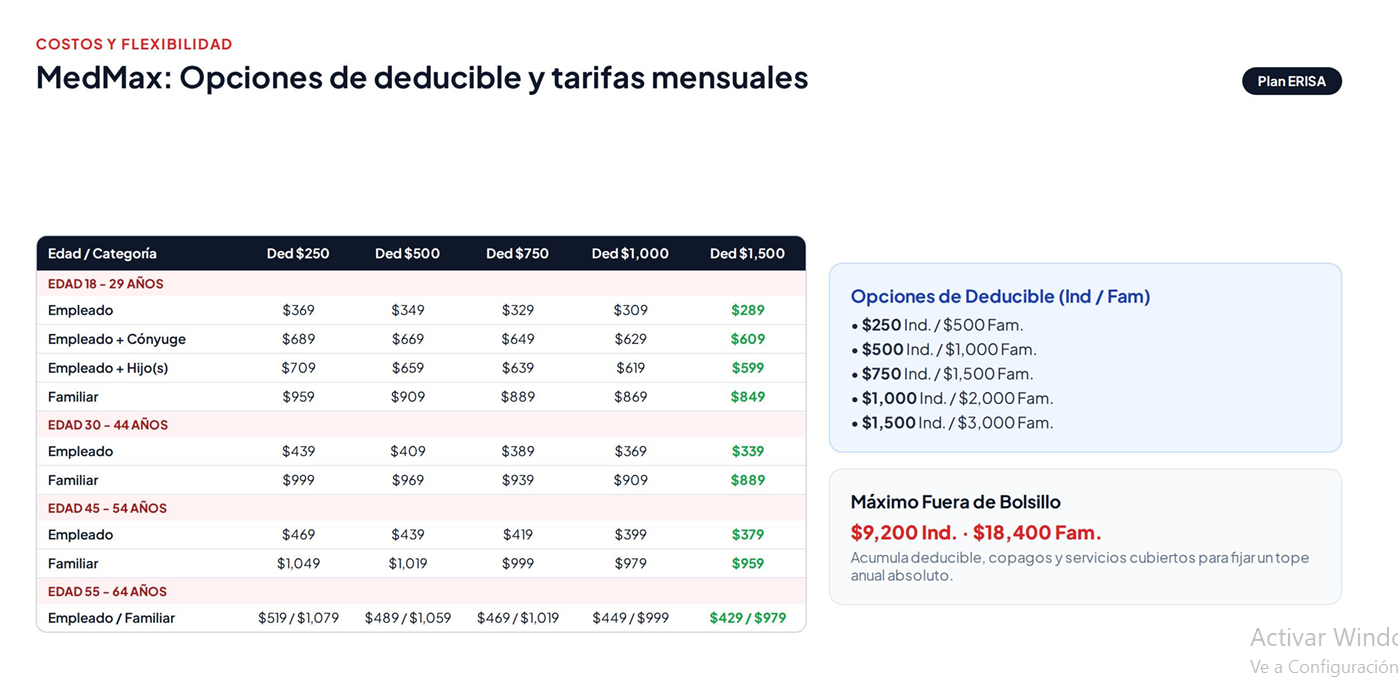 COSTOS Y FLEXIBILIDAD
MedMax: Opciones de deducible y tarifas mensuales
Plan ERISA
Edad / Categoría Ded $250 Ded $500 Ded $750 Ded $1,000 Ded $1,500
EDAD 18 - 29 AÑOS
Empleado $369 $349 $329 $309 $289
Empleado + Cónyuge $689 $669 $649 $629 $609
Empleado + Hijo(s) $709 $659 $639 $619 $599
Familiar $959 $909 $889 $869 $849
EDAD 30 - 44 AÑOS
Empleado $439 $409 $389 $369 $339
Familiar $999 $969 $939 $909 $889
EDAD 45 - 54 AÑOS
Empleado $469 $439 $419 $399 $379
Familiar $1,049 $1,019 $999 $979 $959
EDAD 55 - 64 AÑOS
Empleado / Familiar $519 / $1,079 $489 / $1,059 $469 / $1,019 $449 / $999 $429 / $979
Opciones de Deducible (Ind / Fam)
• $250 Ind. / $500 Fam.
• $500 Ind. / $1,000 Fam.
• $750 Ind. / $1,500 Fam.
• $1,000 Ind. / $2,000 Fam.
• $1,500 Ind. / $3,000 Fam.
Máximo Fuera de Bolsillo
$9,200 Ind. · $18,400 Fam.
Acumula deducible, copagos y servicios cubiertos para fijar un tope
anual absoluto.
Activar Windo
Ve a Configuración